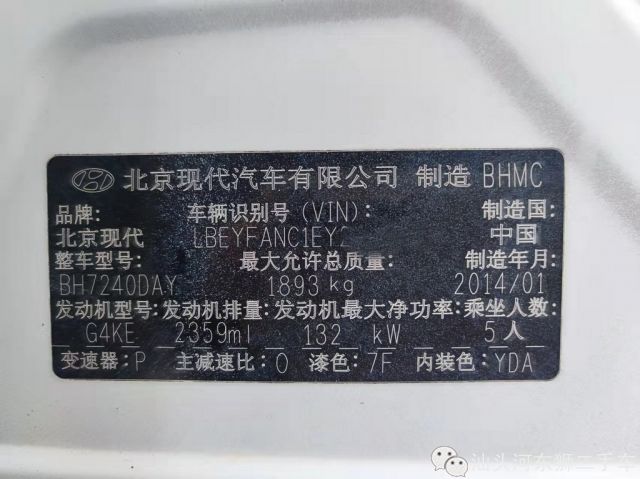 北京现代汽车有限公司 制造 BHMC
品牌: 车辆识别号 (VIN): 制造国:
北京现代 LBEYFANC1EY2 中国
整车型号: 最大允许总质量: 制造年月:
BH7240DAY 1893 kg 2014/01
发动机型号: 发动机排量: 发动机最大净功率: 乘坐人数:
G4KE 2359ml 132 kW 5人
变速器: P 主减速比: O 漆色: 7F 内装色: YDA
汕头河东狮二手车